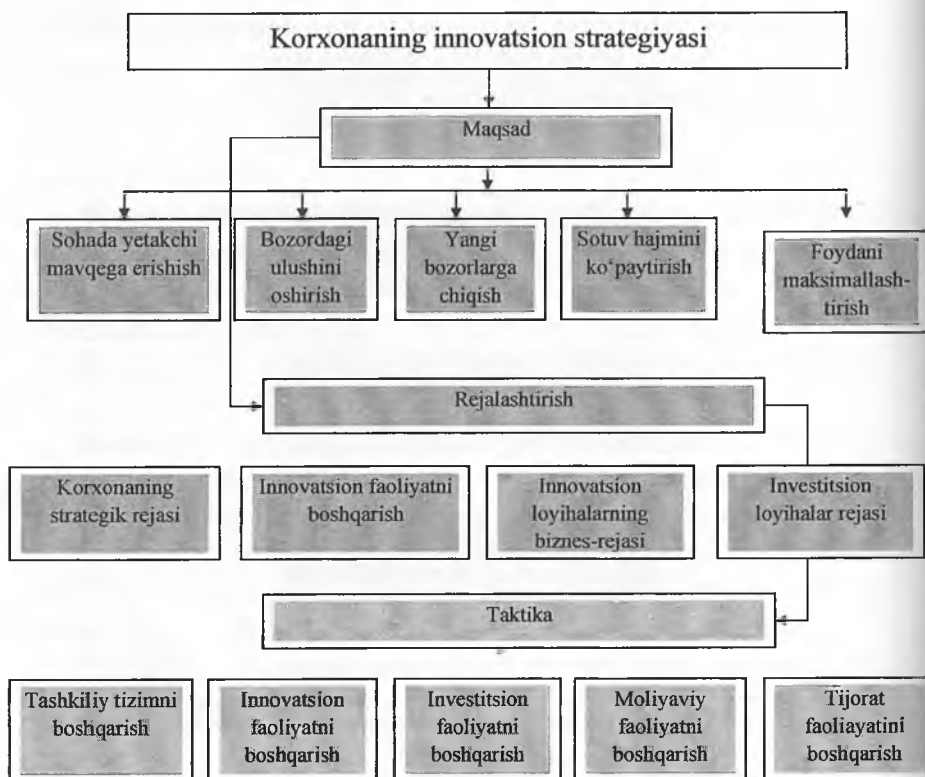 Korxonaning innovatsion strategiyasi
Maqsad
Sohada yetakchi
mavqega erishish
Bozordagi
ulushini
oshirish
Yangi
bozorlarga
chiqish
Sotuv hajmini
ko‘paytirish
Foydani
maksimallash-
tirish
Rejalashtirish
Korxonaning
strategik rejasi
Innovatsion faoliyatni
boshqarish
Innovatsion
loyihalarning
biznes-rejasi
Investitsion
loyihalar rejasi
Taktika
Tashkiliy tizimni
boshqarish
Innovatsion
faoliyatni
boshqarish
Investitsion
faoliyatni
boshqarish
Moliyaviy
faoliyatni
boshqarish
Tijorat
faoliayatini
boshqarish